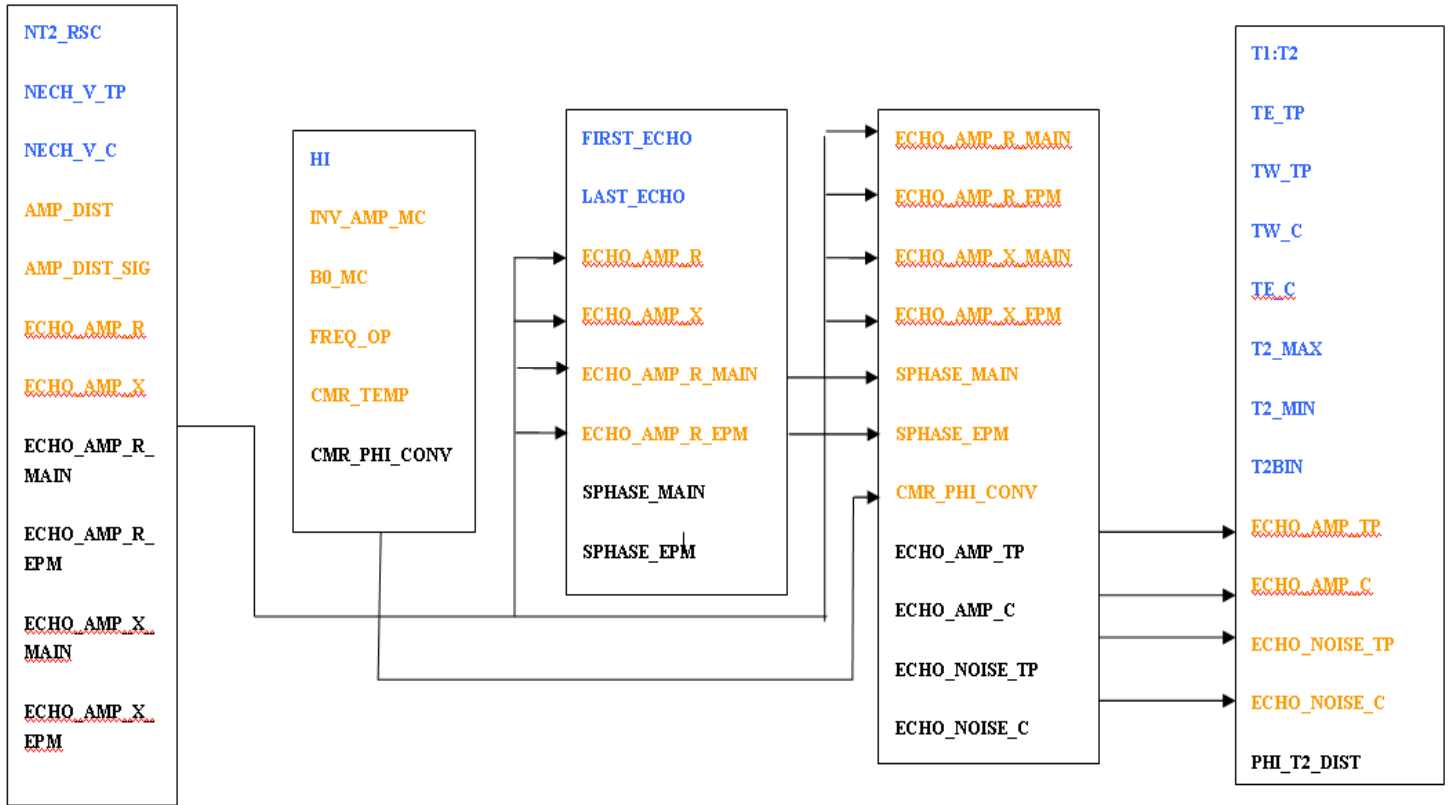 NT2_RSC
NECH_V_TP
NECH_V_C
AMP_DIST
AMP_DIST_SIG
ECHO_AMP_R
ECHO_AMP_X
ECHO_AMP_R_
MAIN
ECHO_AMP_R_
EPM
ECHO_AMP_X_
MAIN
ECHO_AMP_X_
EPM
HI
INV_AMP_MC
B0_MC
FREQ_OP
CMR_TEMP
CMR_PHI_CONV
FIRST_ECHO
LAST_ECHO
ECHO_AMP_R
ECHO_AMP_X
ECHO_AMP_R_MAIN
ECHO_AMP_R_EPM
SPHASE_MAIN
SPHASE_EPM
ECHO_AMP_R_MAIN
ECHO_AMP_R_EPM
ECHO_AMP_X_MAIN
ECHO_AMP_X_EPM
SPHASE_MAIN
SPHASE_EPM
CMR_PHI_CONV
ECHO_AMP_TP
ECHO_AMP_C
ECHO_NOISE_TP
ECHO_NOISE_C
T1:T2
TE_TP
TW_TP
TW_C
TE_C
T2_MAX
T2_MIN
T2BIN
ECHO_AMP_TP
ECHO_AMP_C
ECHO_NOISE_TP
ECHO_NOISE_C
PHI_T2_DIST